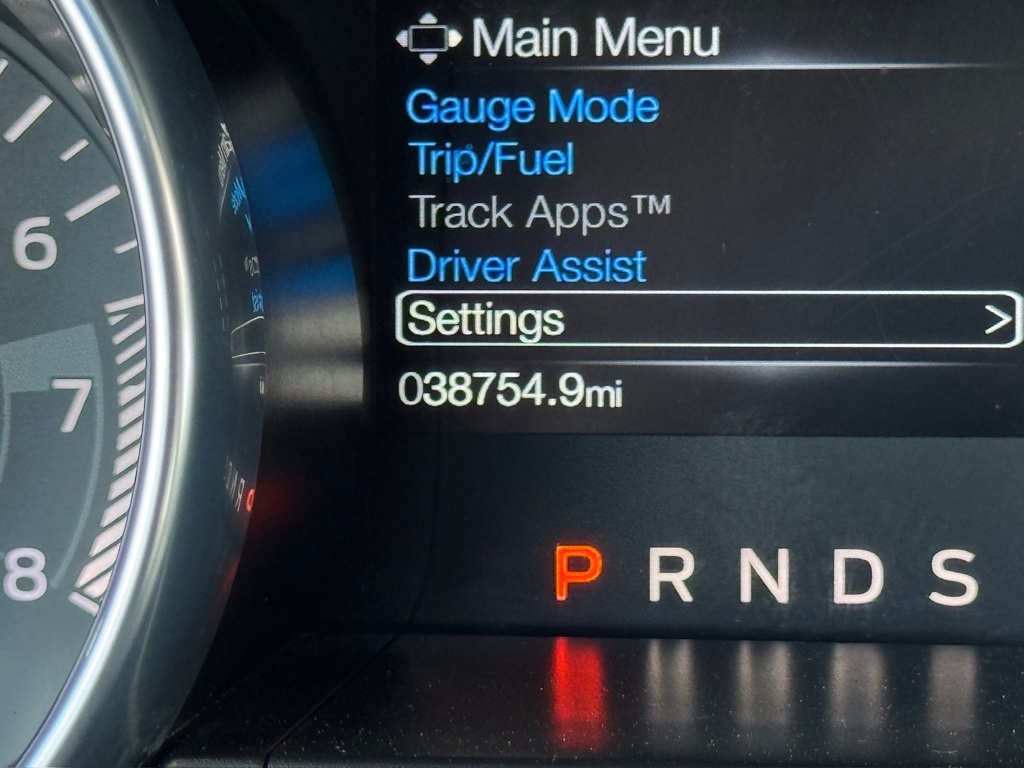 Main Menu
Gauge Mode
Trip/Fuel
Track Apps™
Driver Assist
Settings >
038754.9mi
6
7
8
P R N D S